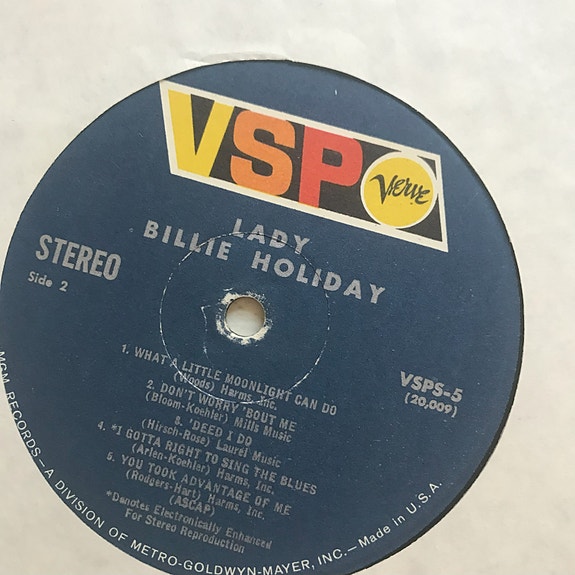 VSP Verve
LADY
BILLIE HOLIDAY
STEREO
Side 2
VSPS-5
(20,009)
1. WHAT A LITTLE MOONLIGHT CAN DO
(Woods) Harms Inc.
2. DON'T WORRY 'BOUT ME
(Bloom-Koehler) Mills Music
3. 'DEED I DO
(Hirsch-Rose) Laurel Music
4. *I GOTTA RIGHT TO SING THE BLUES
(Arlen-Koehler) Harms, Inc.
5. YOU TOOK ADVANTAGE OF ME
(Rodgers-Hart) Harms, Inc.
(ASCAP)
*Denotes Electronically Enhanced
For Stereo Reproduction
MGM RECORDS—A DIVISION OF METRO-GOLDWYN-MAYER, INC.—Made in U.S.A.